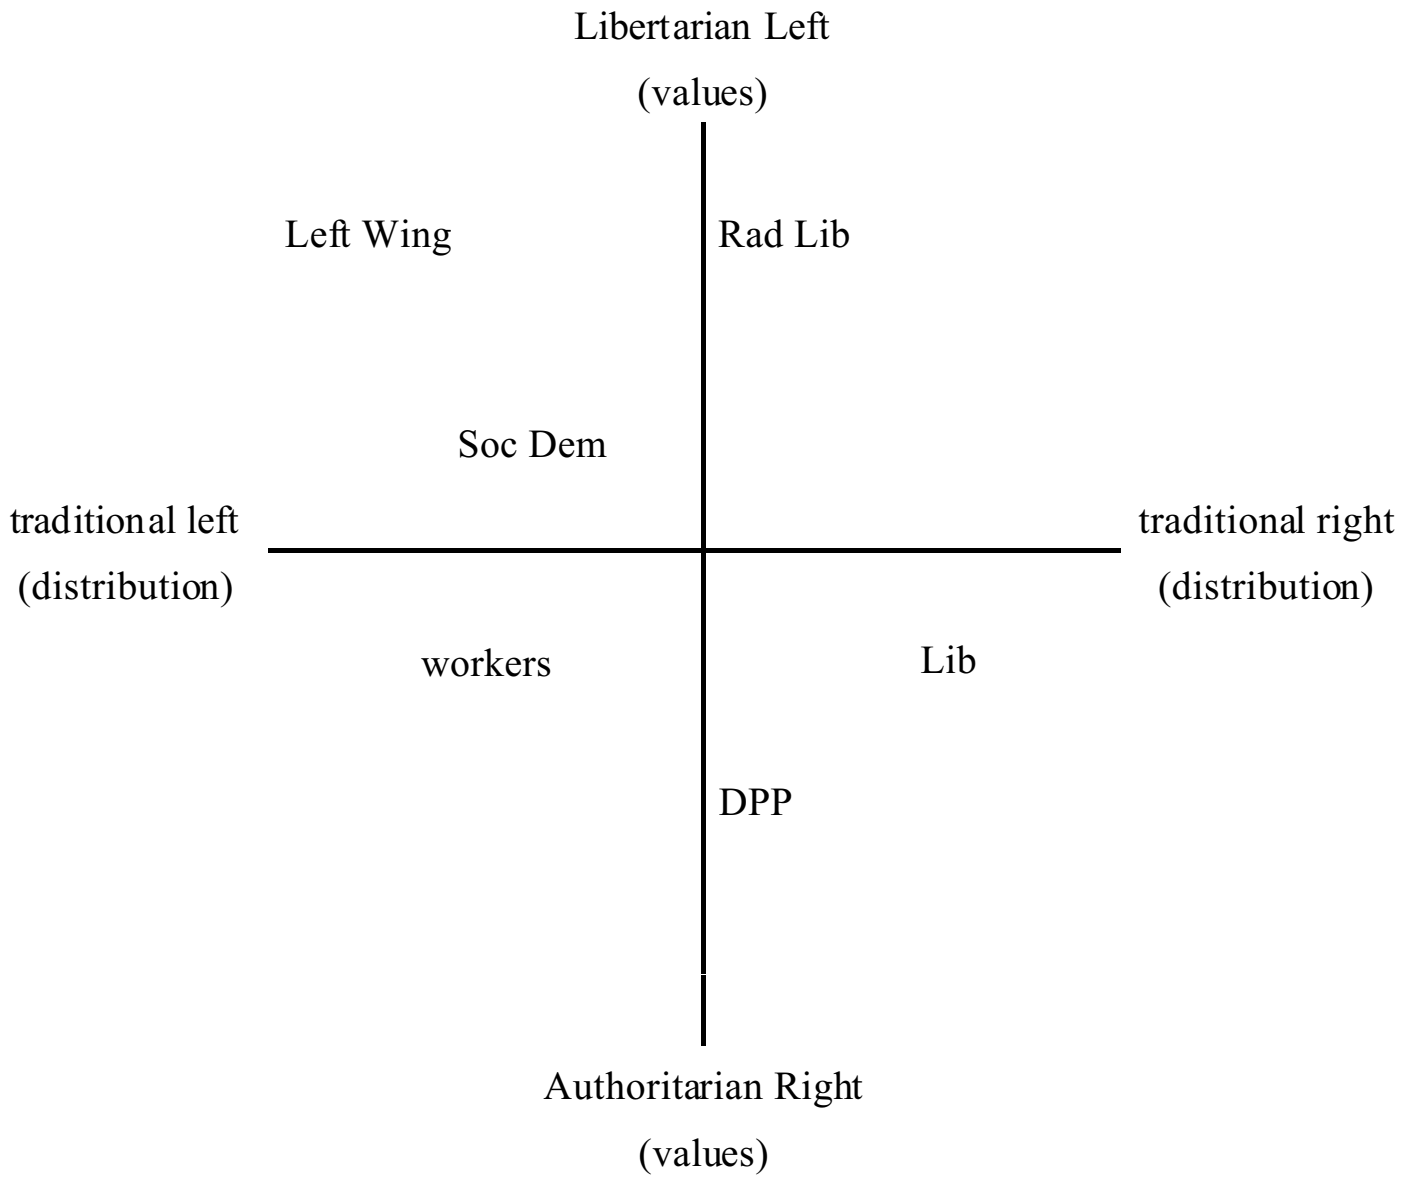 Libertarian Left
(values)
Left Wing
Rad Lib
Soc Dem
traditional left
(distribution)
traditional right
(distribution)
workers
Lib
DPP
Authoritarian Right
(values)